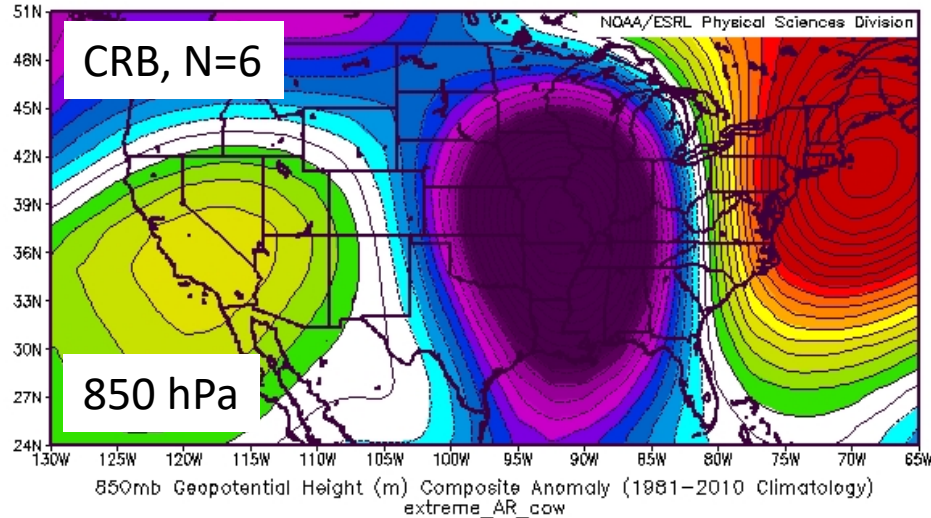 NOAA/ESRL Physical Sciences Division
CRB, N=6
850 hPa
51N
48N
45N
42N
39N
36N
33N
30N
27N
24N
130W 125W 120W 115W 110W 105W 100W 95W 90W 85W 80W 75W 70W 65W
850mb Geopotential Height (m) Composite Anomaly (1981-2010 Climatology)
extreme_AR_cow